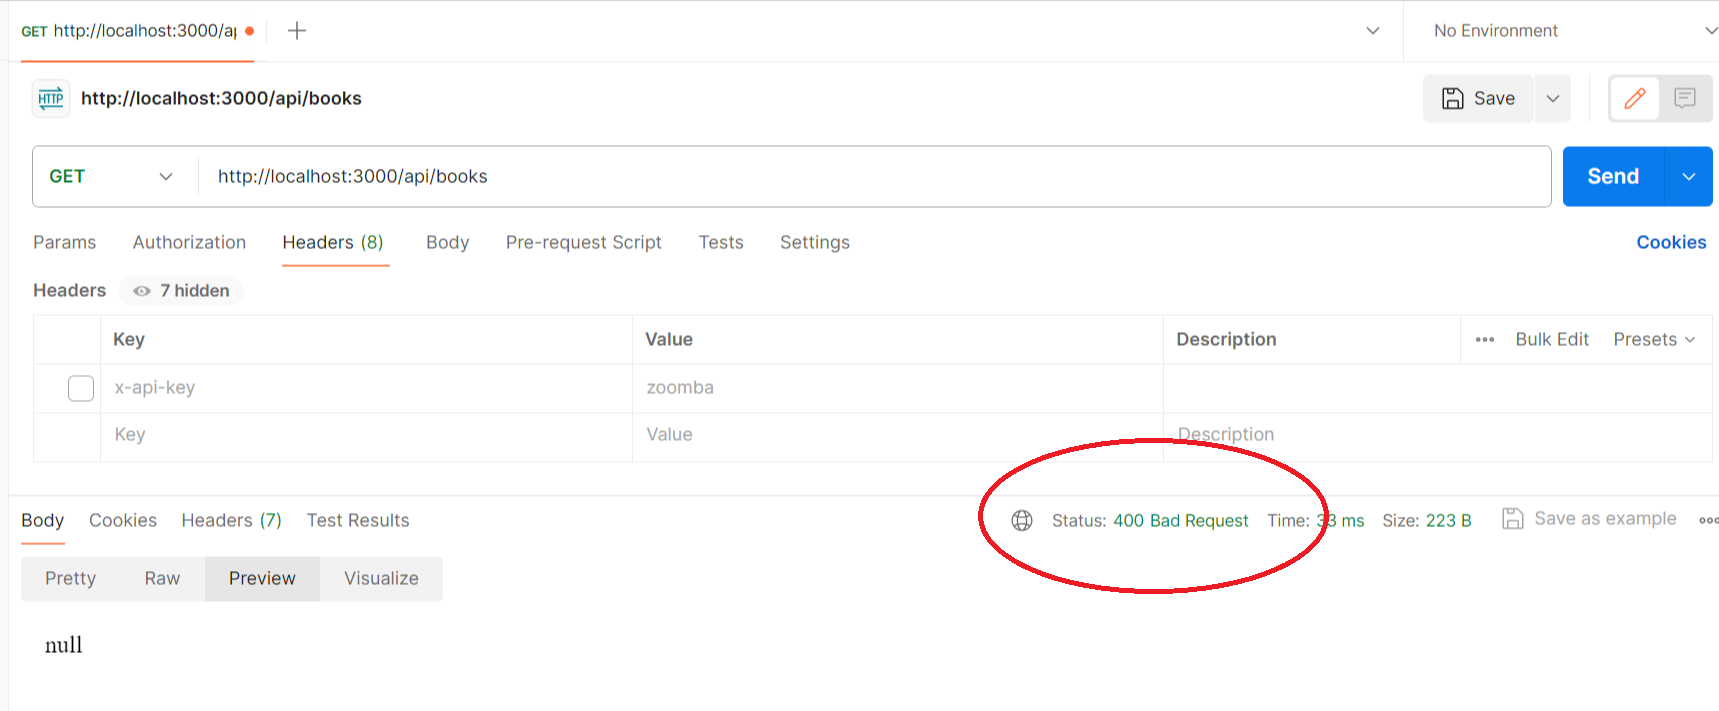 GET http://localhost:3000/ap
No Environment
HTTP http://localhost:3000/api/books
Save
GET http://localhost:3000/api/books
Send
Params Authorization Headers (8) Body Pre-request Script Tests Settings Cookies
Headers 7 hidden
Key Value Description Bulk Edit Presets
x-api-key zoomba
Key Value Description
Body Cookies Headers (7) Test Results Status: 400 Bad Request Time: 33 ms Size: 223 B Save as example
Pretty Raw Preview Visualize
null